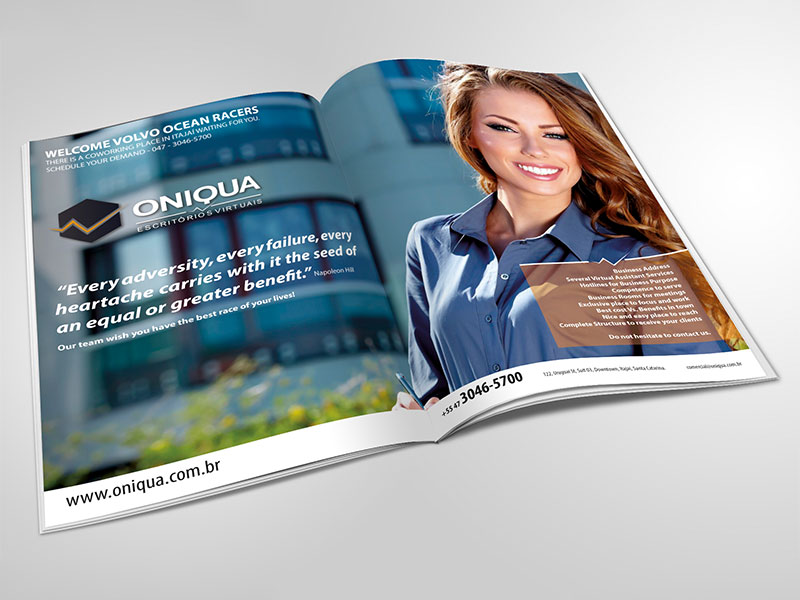 WELCOME VOLVO OCEAN RACERS
THERE IS A COWORKING PLACE IN ITAJAI WAITING FOR YOU.
SCHEDULE YOUR DEMAND - 047 - 3046-5700
ONIQUA
ESCRITÓRIOS VIRTUAIS
“Every adversity, every failure, every
heartache carries with it the seed of
an equal or greater benefit.” Napoleon Hill
Our team wish you have the best race of your lives!
Business Address
Several Virtual Assistant Services
Hotlines for Business Purpose
Competence to serve
Business Rooms for meetings
Exclusive place to focus and work
Best cost Vs. Benefits in town
Nice and easy place to reach
Complete Structure to receive your clients
Do not hesitate to contact us.
www.oniqua.com.br
+55 47 3046-5700
122, St, 03, Downtown, Itajaí, Santa Catarina.
comercial@oniqua.com.br